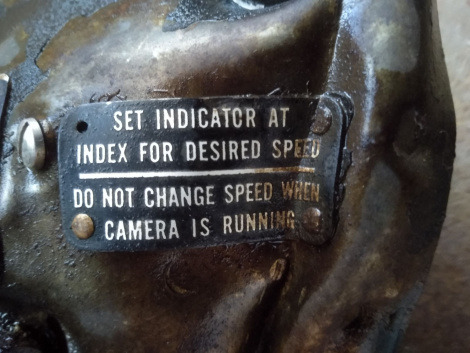 SET INDICATOR AT
INDEX FOR DESIRED SPEED
DO NOT CHANGE SPEED WHEN
CAMERA IS RUNNING